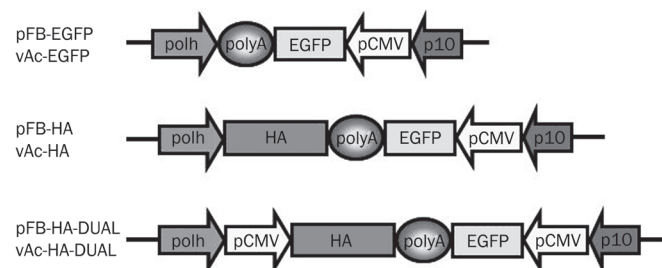 pFB-EGFP
vAc-EGFP
polh polyA EGFP pCMV p10
pFB-HA
vAc-HA
polh HA polyA EGFP pCMV p10
pFB-HA-DUAL
vAc-HA-DUAL
polh pCMV HA polyA EGFP pCMV p10